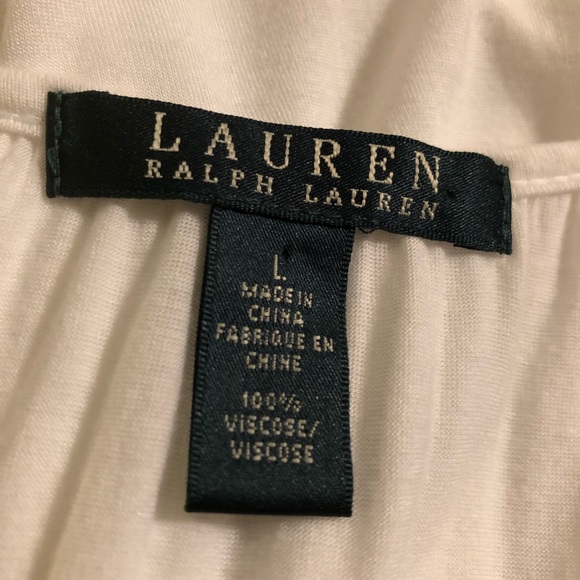 LAUREN
RALPH LAUREN
L
MADE IN
CHINA
FABRIQUE EN
CHINE
100%
VISCOSE/
VISCOSE